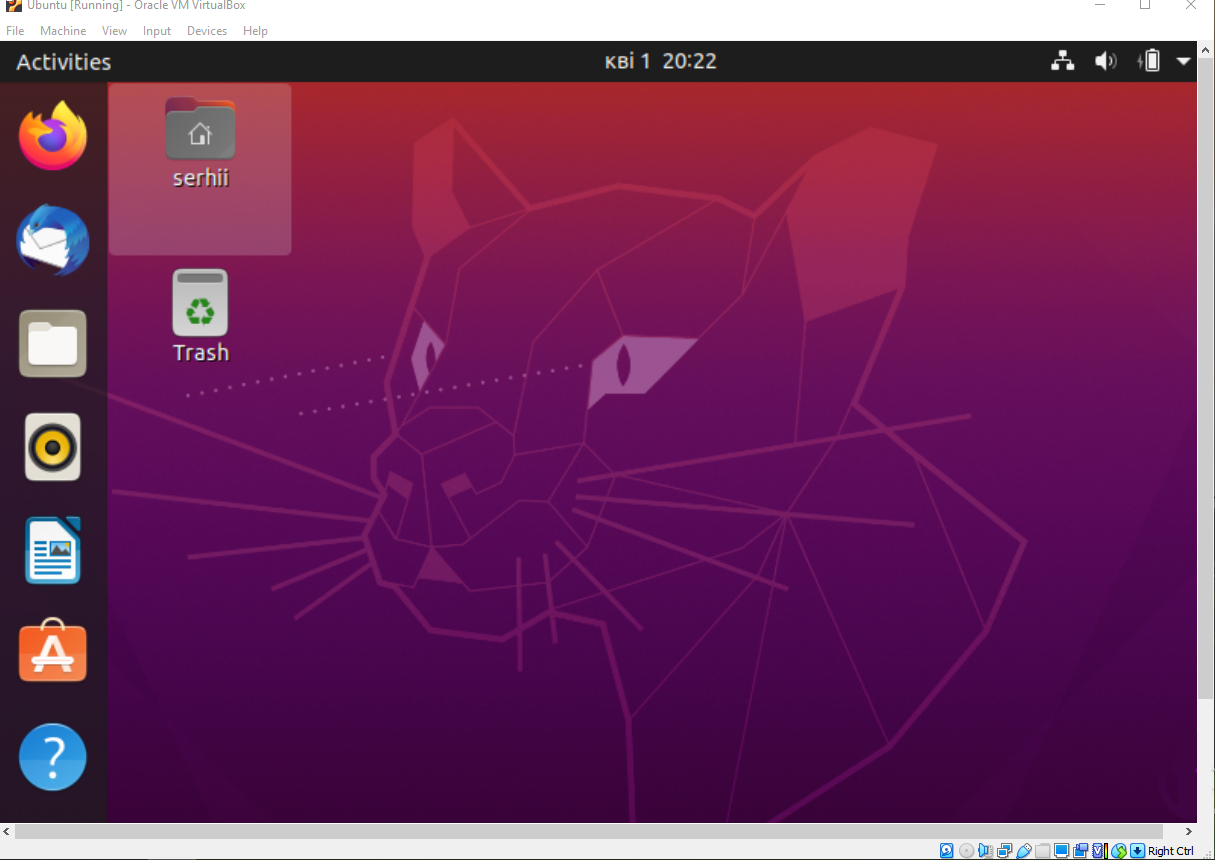 Ubuntu [Running] - Oracle VM VirtualBox
File Machine View Input Devices Help
Activities
кві 1 20:22
serhii
Trash
Right Ctrl